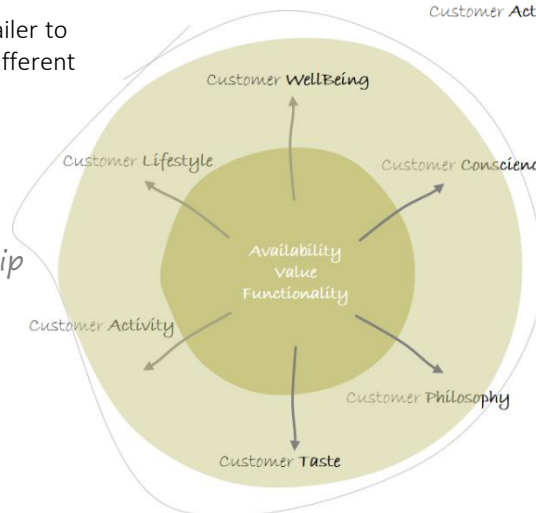 Customer Act
ailer to
ifferent
Customer WellBeing
Customer Lifestyle
Customer Conscienc
Availability
Value
Functionality
ip
Customer Activity
Customer Philosophy
Customer Taste